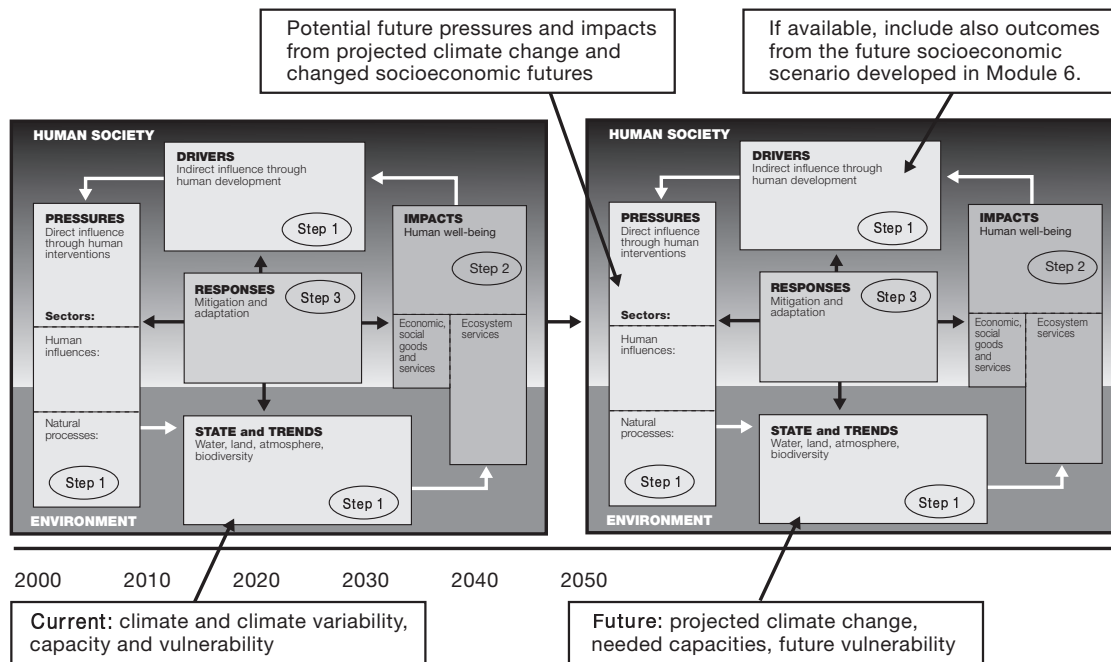 Potential future pressures and impacts
from projected climate change and
changed socioeconomic futures
If available, include also outcomes
from the future socioeconomic
scenario developed in Module 6.
HUMAN SOCIETY
DRIVERS
Indirect influence through
human development
Step 1
PRESSURES
Direct influence
through human
interventions
Sectors:
Human
influences:
Natural
processes:
Step 1
IMPACTS
Human well-being
Step 2
RESPONSES
Mitigation and
adaptation
Step 3
Economic,
social
goods
and
services
Ecosystem
services
STATE and TRENDS
Water, land, atmosphere,
biodiversity
Step 1
ENVIRONMENT
HUMAN SOCIETY
DRIVERS
Indirect influence through
human development
Step 1
PRESSURES
Direct influence
through human
interventions
Sectors:
Human
influences:
Natural
processes:
Step 1
IMPACTS
Human well-being
Step 2
RESPONSES
Mitigation and
adaptation
Step 3
Economic,
social
goods
and
services
Ecosystem
services
STATE and TRENDS
Water, land, atmosphere,
biodiversity
Step 1
ENVIRONMENT
2000 2010 2020 2030 2040 2050
Current: climate and climate variability,
capacity and vulnerability
Future: projected climate change,
needed capacities, future vulnerability